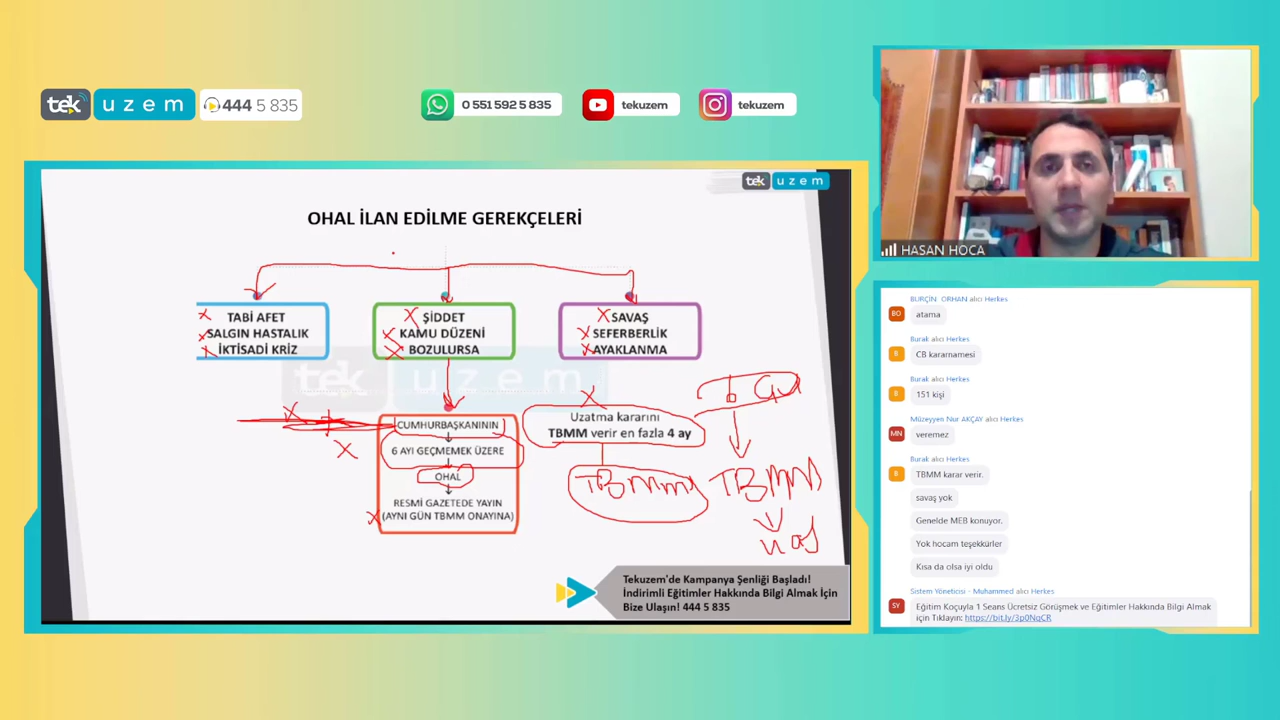 tek uzem 444 5 835
0 551 592 5 835
tekuzem
tekuzem
tek uzem
OHAL İLAN EDİLME GEREKÇELERİ
TABİ AFET
SALGIN HASTALIK
İKTİSADİ KRİZ
ŞİDDET
KAMU DÜZENİ
BOZULURSA
SAVAŞ
SEFERBERLİK
AYAKLANMA
tek uzem
CUMHURBAŞKANININ
6 AYI GEÇMEMEK ÜZERE
OHAL
RESMİ GAZETEDE YAYIN
(AYNI GÜN TBMM ONAYINA)
Uzatma kararını
TBMM verir en fazla 4 ay
TBMM
TBMM
Tekuzem'de Kampanya Şenliği Başladı!
İndirimli Eğitimler Hakkında Bilgi Almak İçin
Bize Ulaşın! 444 5 835
HASAN HOCA
BURÇİN ORHAN alıcı Herkes
BO atama
Burak alıcı Herkes
B CB kararnamesi
Burak alıcı Herkes
B 151 kişi
Müzeyyen Nur AKÇAY alıcı Herkes
MN veremez
Burak alıcı Herkes
B TBMM karar verir.
savaş yok
Genelde MEB konuyor.
Yok hocam teşekkürler
Kısa da olsa iyi oldu
Sistem Yöneticisi - Muhammed alıcı Herkes
SY Eğitim Koçuyla 1 Seans Ücretsiz Görüşmek ve Eğitimler Hakkında Bilgi Almak
için Tıklayın: https://bit.ly/3p0NqCR